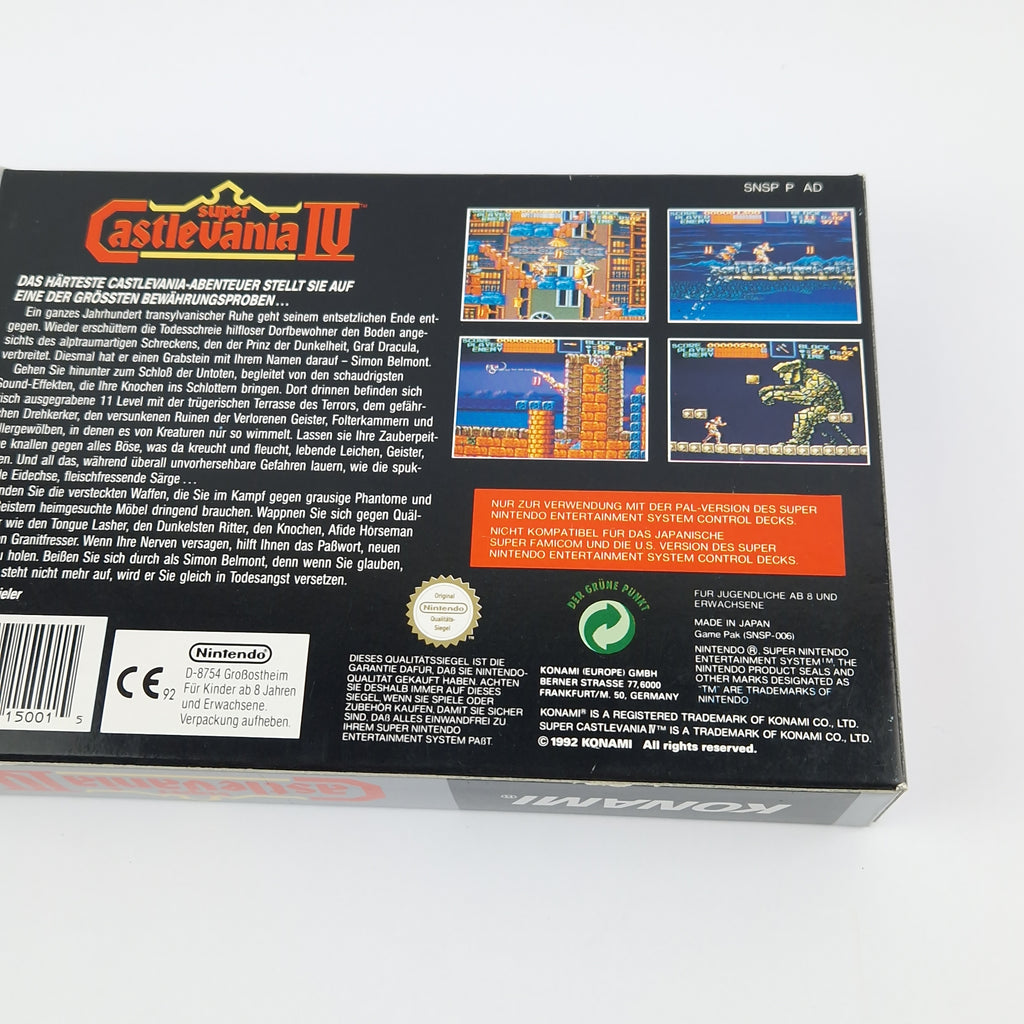 SNSP P AD
super
Castlevania IV™
DAS HÄRTESTE CASTLEVANIA-ABENTEUER STELLT SIE AUF
EINE DER GRÖSSTEN BEWÄHRUNGSPROBEN...
Ein ganzes Jahrhundert transylvanischer Ruhe geht seinem entsetzlichen Ende ent-
gegen. Wieder erschüttern die Todesschreie hilfloser Dorfbewohner den Boden ange-
sichts des alptraumartigen Schreckens, den der Prinz der Dunkelheit, Graf Dracula,
verbreitet. Diesmal hat er einen Grabstein mit Ihrem Namen darauf – Simon Belmont.
Gehen Sie hinunter zum Schloß der Untoten, begleitet von den schaudrigsten
Sound-Effekten, die Ihre Knochen ins Schlottern bringen. Dort drinnen befinden sich
isch ausgegrabene 11 Level mit der trügerischen Terrasse des Terrors, dem gefähr-
chen Drehkerker, den versunkenen Ruinen der Verlorenen Geister, Folterkammern und
llergewölben, in denen es von Kreaturen nur so wimmelt. Lassen sie Ihre Zauberpeit-
e knallen gegen alles Böse, was da kreucht und fleucht, lebende Leichen, Geister,
en. Und all das, während überall unvorhersehbare Gefahren lauern, wie die spuk-
de Eidechse, fleischfressende Särge ...
nden Sie die versteckten Waffen, die Sie im Kampf gegen grausige Phantome und
Geistern heimgesuchte Möbel dringend brauchen. Wappnen Sie sich gegen Quäl-
r wie den Tongue Lasher, den Dunkelsten Ritter, den Knochen, Afide Horseman
en Granitfresser. Wenn Ihre Nerven versagen, hilft Ihnen das Paßwort, neuen
u holen. Beißen Sie sich durch als Simon Belmont, denn wenn Sie glauben,
steht nicht mehr auf, wird er Sie gleich in Todesangst versetzen.
ieler
NUR ZUR VERWENDUNG MIT DER PAL-VERSION DES SUPER
NINTENDO ENTERTAINMENT SYSTEM CONTROL DECKS.
NICHT KOMPATIBEL FÜR DAS JAPANISCHE
SUPER FAMICOM UND DIE U.S. VERSION DES SUPER
NINTENDO ENTERTAINMENT SYSTEM CONTROL DECKS.
15001 5
CE 92
Nintendo
D-8754 Großostheim
Für Kinder ab 8 Jahren
und Erwachsene.
Verpackung aufheben.
Original
Nintendo
Qualitäts-
Siegel
DIESES QUALITÄTSSIEGEL IST DIE
GARANTIE DAFÜR, DAß SIE NINTENDO-
QUALITÄT GEKAUFT HABEN. ACHTEN
SIE DESHALB IMMER AUF DIESES
SIEGEL, WENN SIE SPIELE ODER
ZUBEHÖR KAUFEN, DAMIT SIE SICHER
SIND, DAß ALLES EINWANDFREI ZU
IHREM SUPER NINTENDO
ENTERTAINMENT SYSTEM PAßT.
DER GRÜNE PUNKT
KONAMI (EUROPE) GMBH
BERNER STRASSE 77,6000
FRANKFURT/M. 50, GERMANY
FUR JUGENDLICHE AB 8 UND
ERWACHSENE
MADE IN JAPAN
Game Pak (SNSP-006)
NINTENDO ®, SUPER NINTENDO
ENTERTAINMENT SYSTEM™, THE
NINTENDO PRODUCT SEALS AND
OTHER MARKS DESIGNATED AS
"TM" ARE TRADEMARKS OF
NINTENDO.
KONAMI® IS A REGISTERED TRADEMARK OF KONAMI CO., LTD.
SUPER CASTLEVANIA IV™ IS A TRADEMARK OF KONAMI CO., LTD.
© 1992 KONAMI All rights reserved.
Castlevania IV
KONAMI®